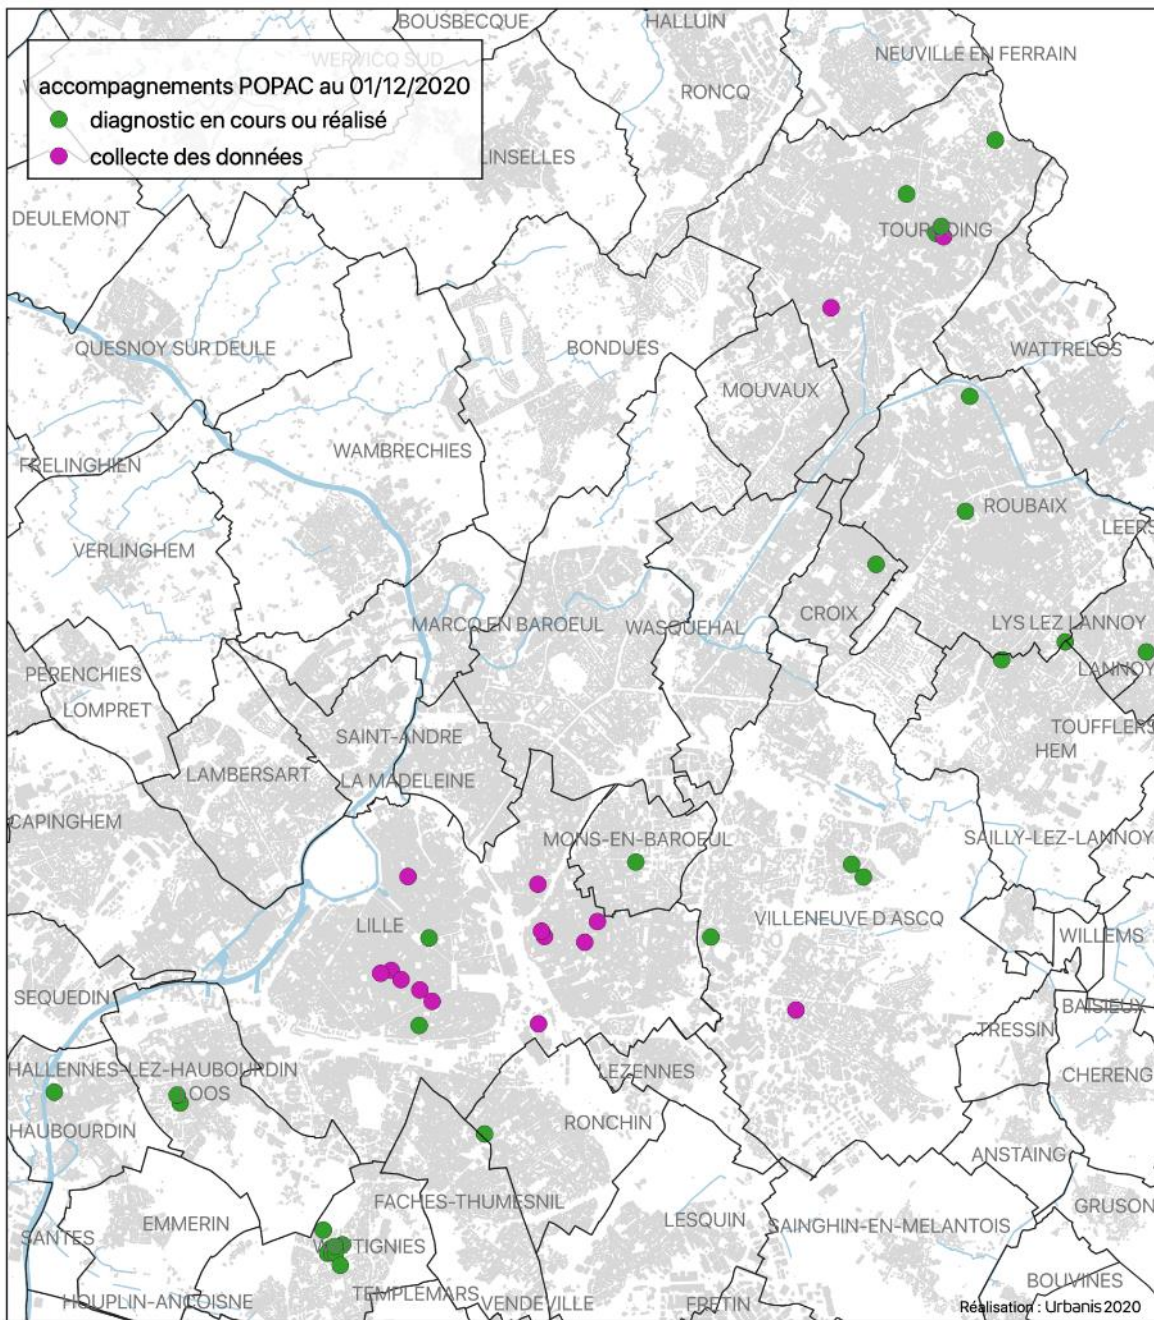 BOUSBECQUE
HALLUIN
WERVICQ SUD
NEUVILLE EN FERRAIN
accompagnements POPAC au 01/12/2020
RONCQ
diagnostic en cours ou réalisé
collecte des données
LINSELLES
DEULEMONT
TOURCOING
QUESNOY SUR DEULE
BONDUES
WATTRELOS
MOUVAUX
WAMBRECHIES
FRELINGHIEN
ROUBAIX
LEERS
VERLINGHEM
CROIX
MARCQ EN BAROEUL
WASQUEHAL
LYS LEZ LANNOY
PERENCHIES
LANNOY
LOMPRET
TOUFFLERS
SAINT-ANDRE
HEM
LAMBERSART
LA MADELEINE
CAPINGHEM
MONS-EN-BAROEUL
SAILLY-LEZ-LANNOY
LILLE
VILLENEUVE D ASCQ
WILLEMS
SEQUEDIN
BAISIEUX
TRESSIN
HALLENNES-LEZ-HAUBOURDIN
LEZENNES
CHERENG
LOOS
RONCHIN
HAUBOURDIN
ANSTAING
FACHES-THUMESNIL
GRUSON
EMMERIN
LESQUIN
SAINGHIN-EN-MELANTOIS
SANTES
WATTIGNIES
BOUVINES
TEMPLEMARS
HOUPLIN-ANCOISNE
VENDEVILLE
FRETIN
Réalisation : Urbanis 2020